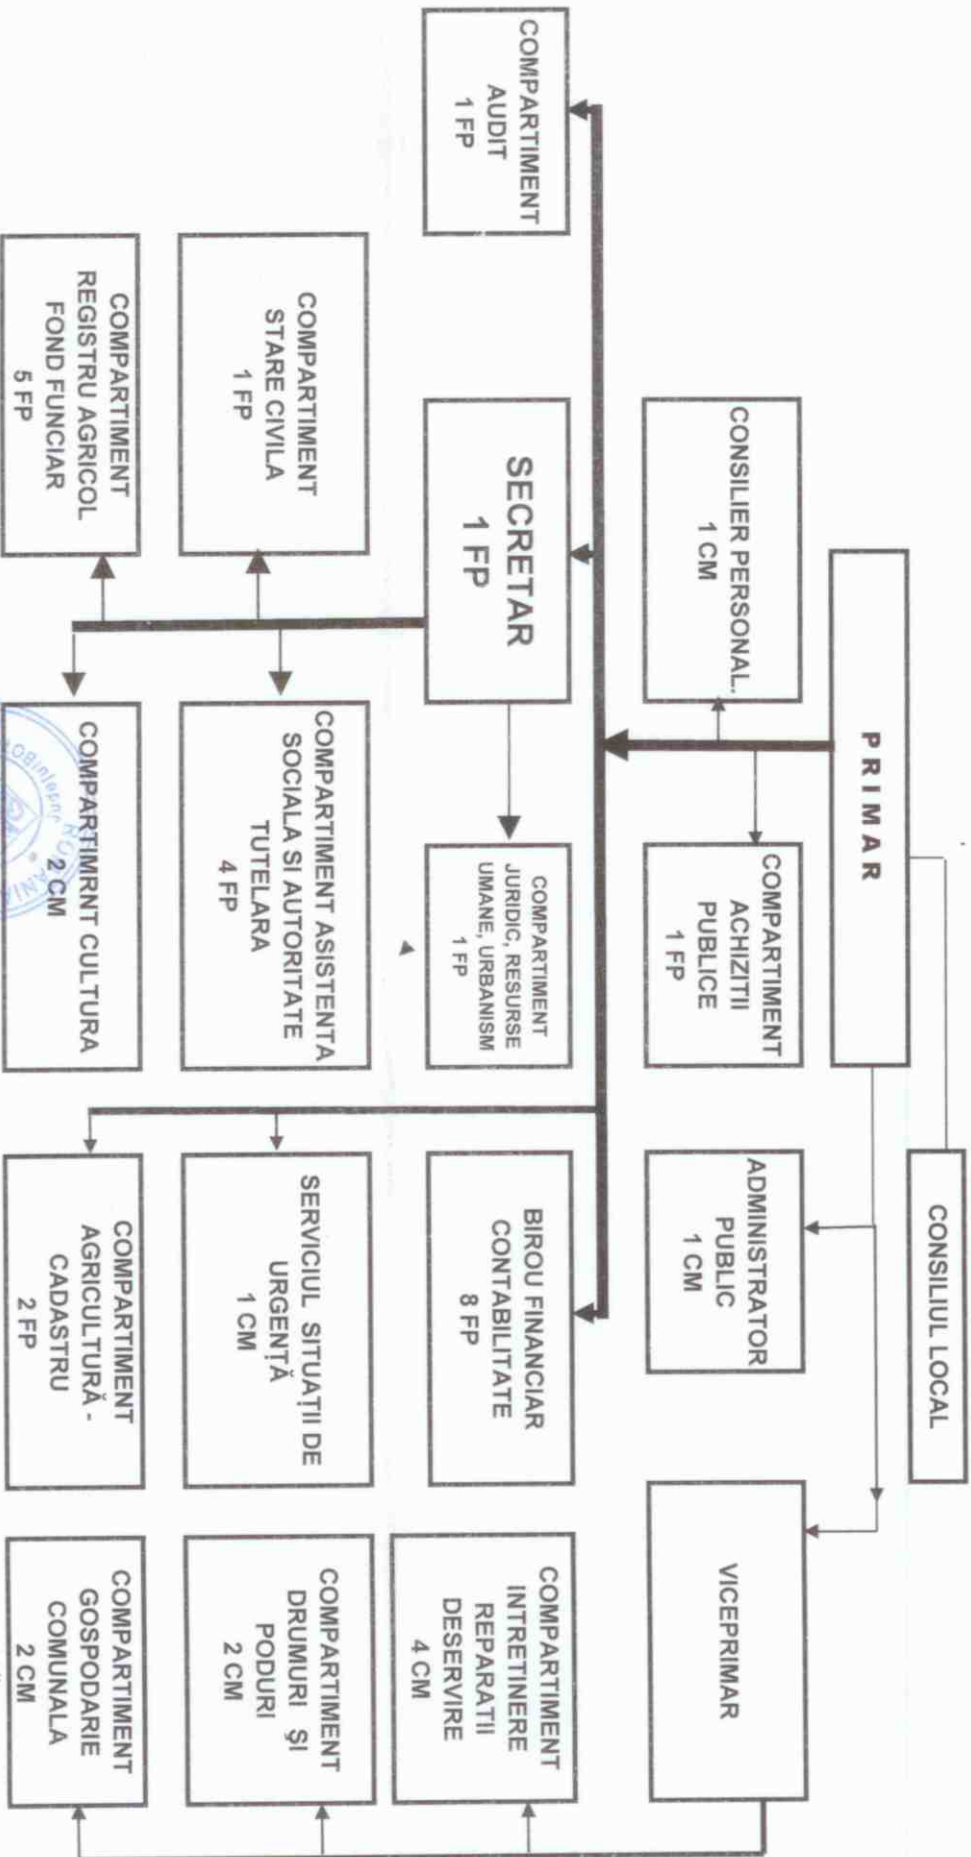 CONSILIUL LOCAL
PRIMAR
CONSILIER PERSONAL.
1 CM
COMPARTIMENT
ACHIZITII
PUBLICE
1 FP
ADMINISTRATOR
PUBLIC
1 CM
VICEPRIMAR
COMPARTIMENT
AUDIT
1 FP
SECRETAR
1 FP
COMPARTIMENT
JURIDIC, RESURSE
UMANE, URBANISM
1 FP
BIROU FINANCIAR
CONTABILITATE
8 FP
COMPARTIMENT
INTRETINERE
REPARATII
DESERVIRE
4 CM
COMPARTIMENT
STARE CIVILA
1 FP
COMPARTIMENT ASISTENTA
SOCIALA SI AUTORITATE
TUTELARA
4 FP
SERVICIUL SITUAȚII DE
URGENȚĂ
1 CM
COMPARTIMENT
DRUMURI ȘI
PODURI
2 CM
COMPARTIMENT
REGISTRU AGRICOL
FOND FUNCIAR
5 FP
COMPARTIMRNT CULTURA
2 CM
COMPARTIMENT
AGRICULTURĂ -
CADASTRU
2 FP
COMPARTIMENT
GOSPODARIE
COMUNALA
2 CM